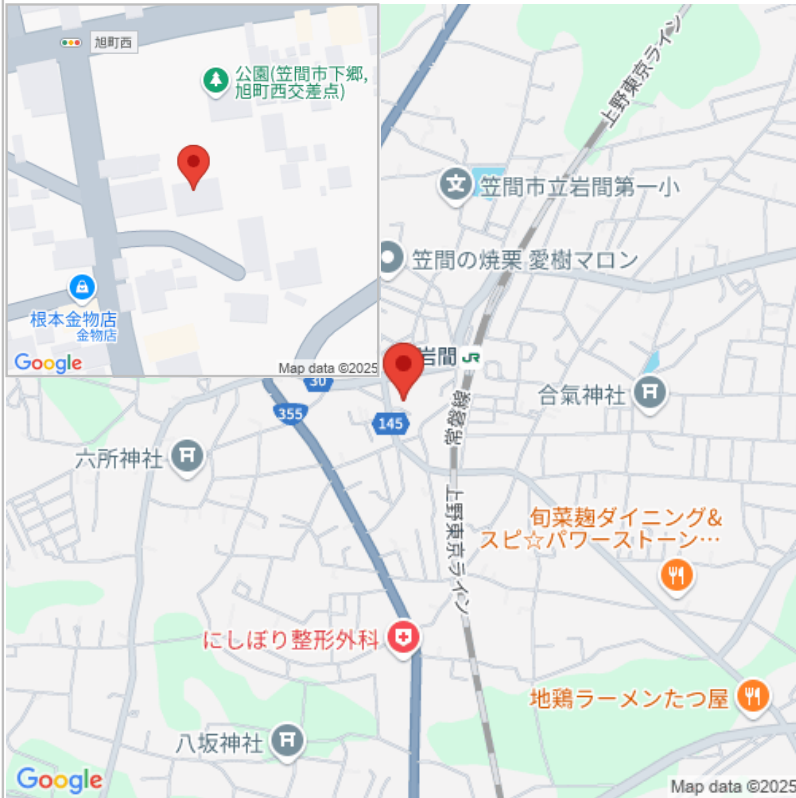 旭町西
公園(笠間市下郷,
旭町西交差点)
根本金物店
金物店
Google
Map data ©2025
上野東京ライン
文
笠間市立岩間第一小
笠間の焼栗 愛樹マロン
岩間
JR
30
355
145
常磐線
合氣神社
六所神社
上野東京ライン
旬菜麹ダイニング&
スピ☆パワーストーン…
にしぼり整形外科
地鶏ラーメンたつ屋
八坂神社
Google
Map data ©2025